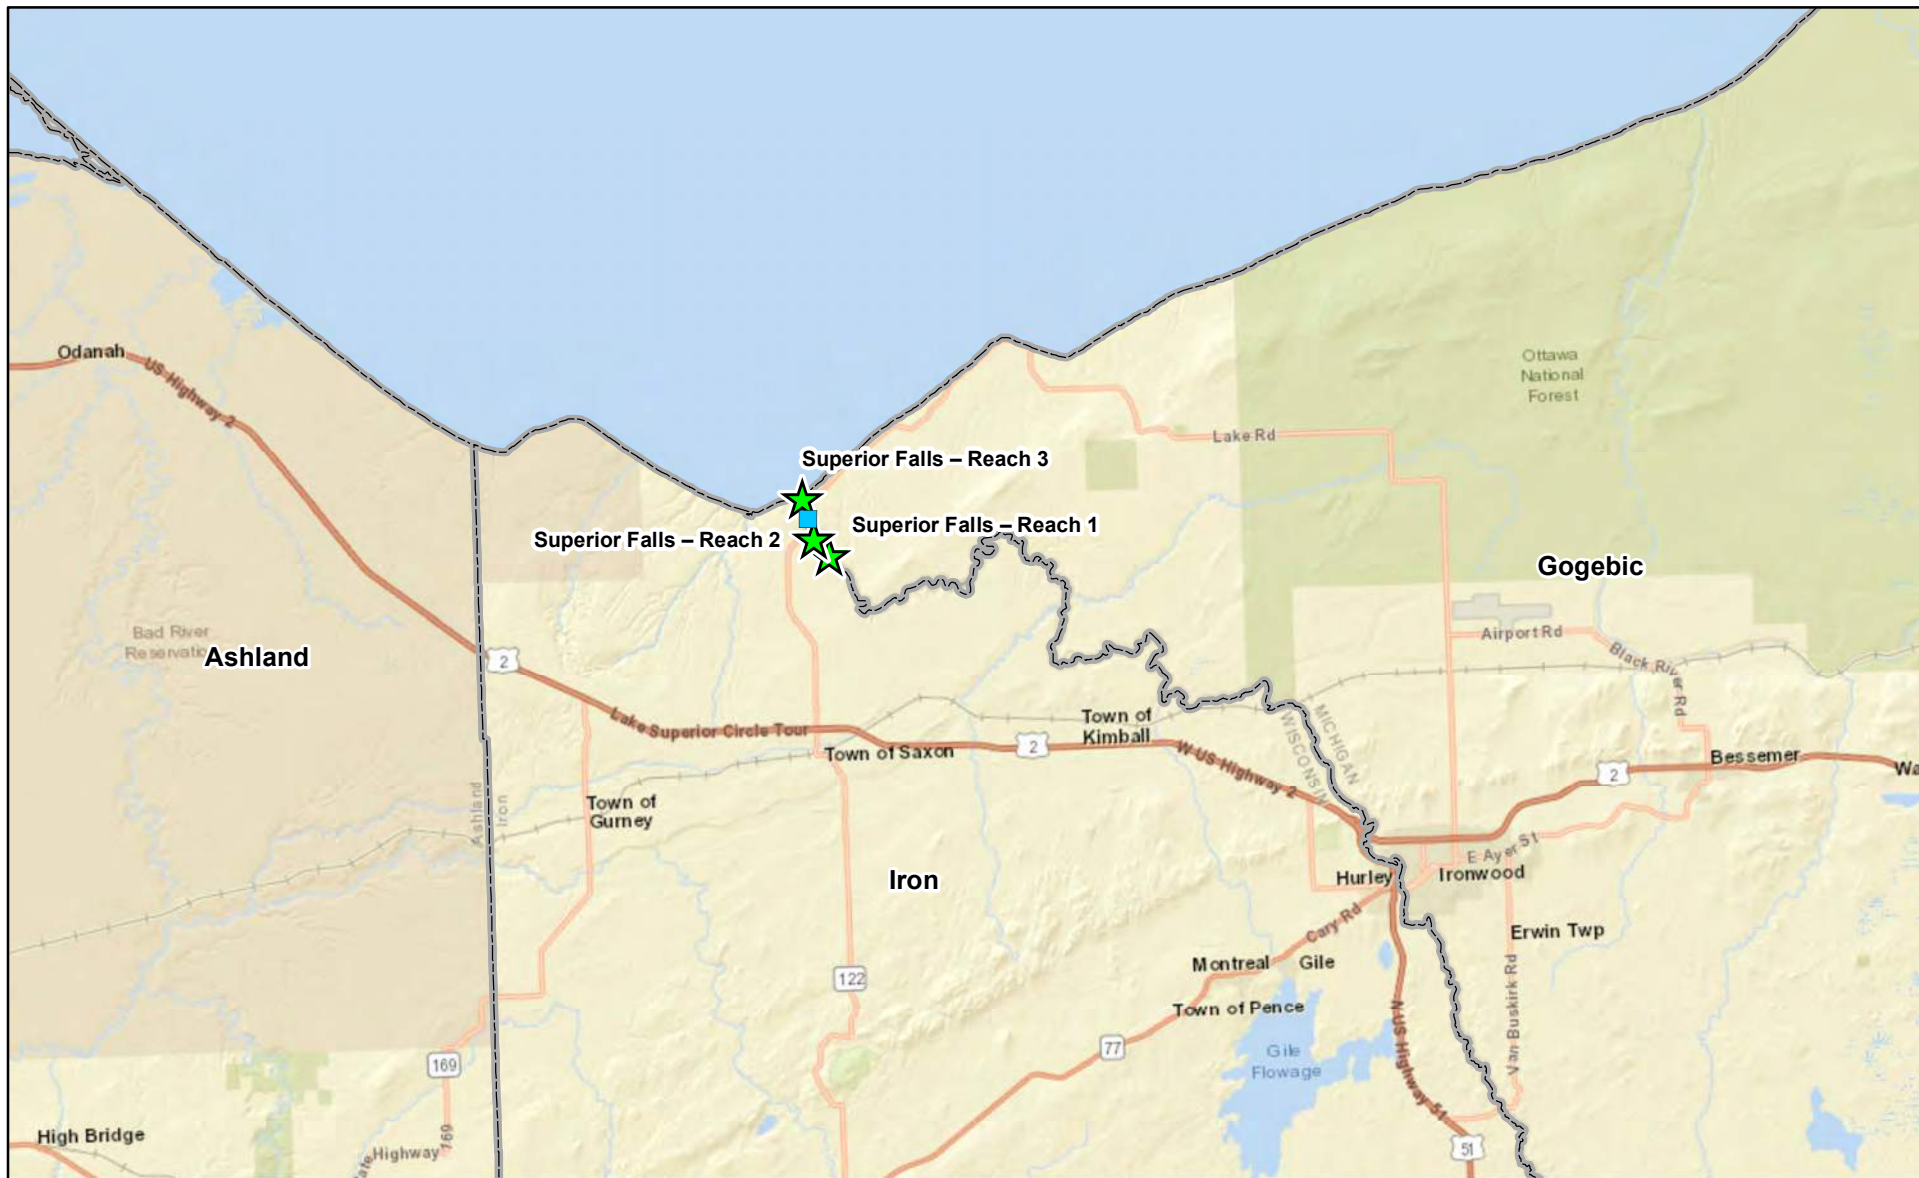 Odanah
US Highway 2
Ottawa
National
Forest
Lake Rd
Superior Falls – Reach 3
Superior Falls – Reach 1
Superior Falls – Reach 2
Gogebic
Airport Rd
Black River Rd
Bad River
Ashland
2
Lake Superior Circle Tour
Town of
Kimball
MICHIGAN
WISCONSIN
Town of Saxon
2
W US Highway 2
Bessemer
2
Ashland
Iron
Town of
Gurney
E Ayer St
Iron
Hurley
Ironwood
Cary Rd
Erwin Twp
Montreal
Gile
122
Town of Pence
N US Highway 51
Van Buskirk Rd
77
Gile
Flowage
169
High Bridge
Highway 169
51